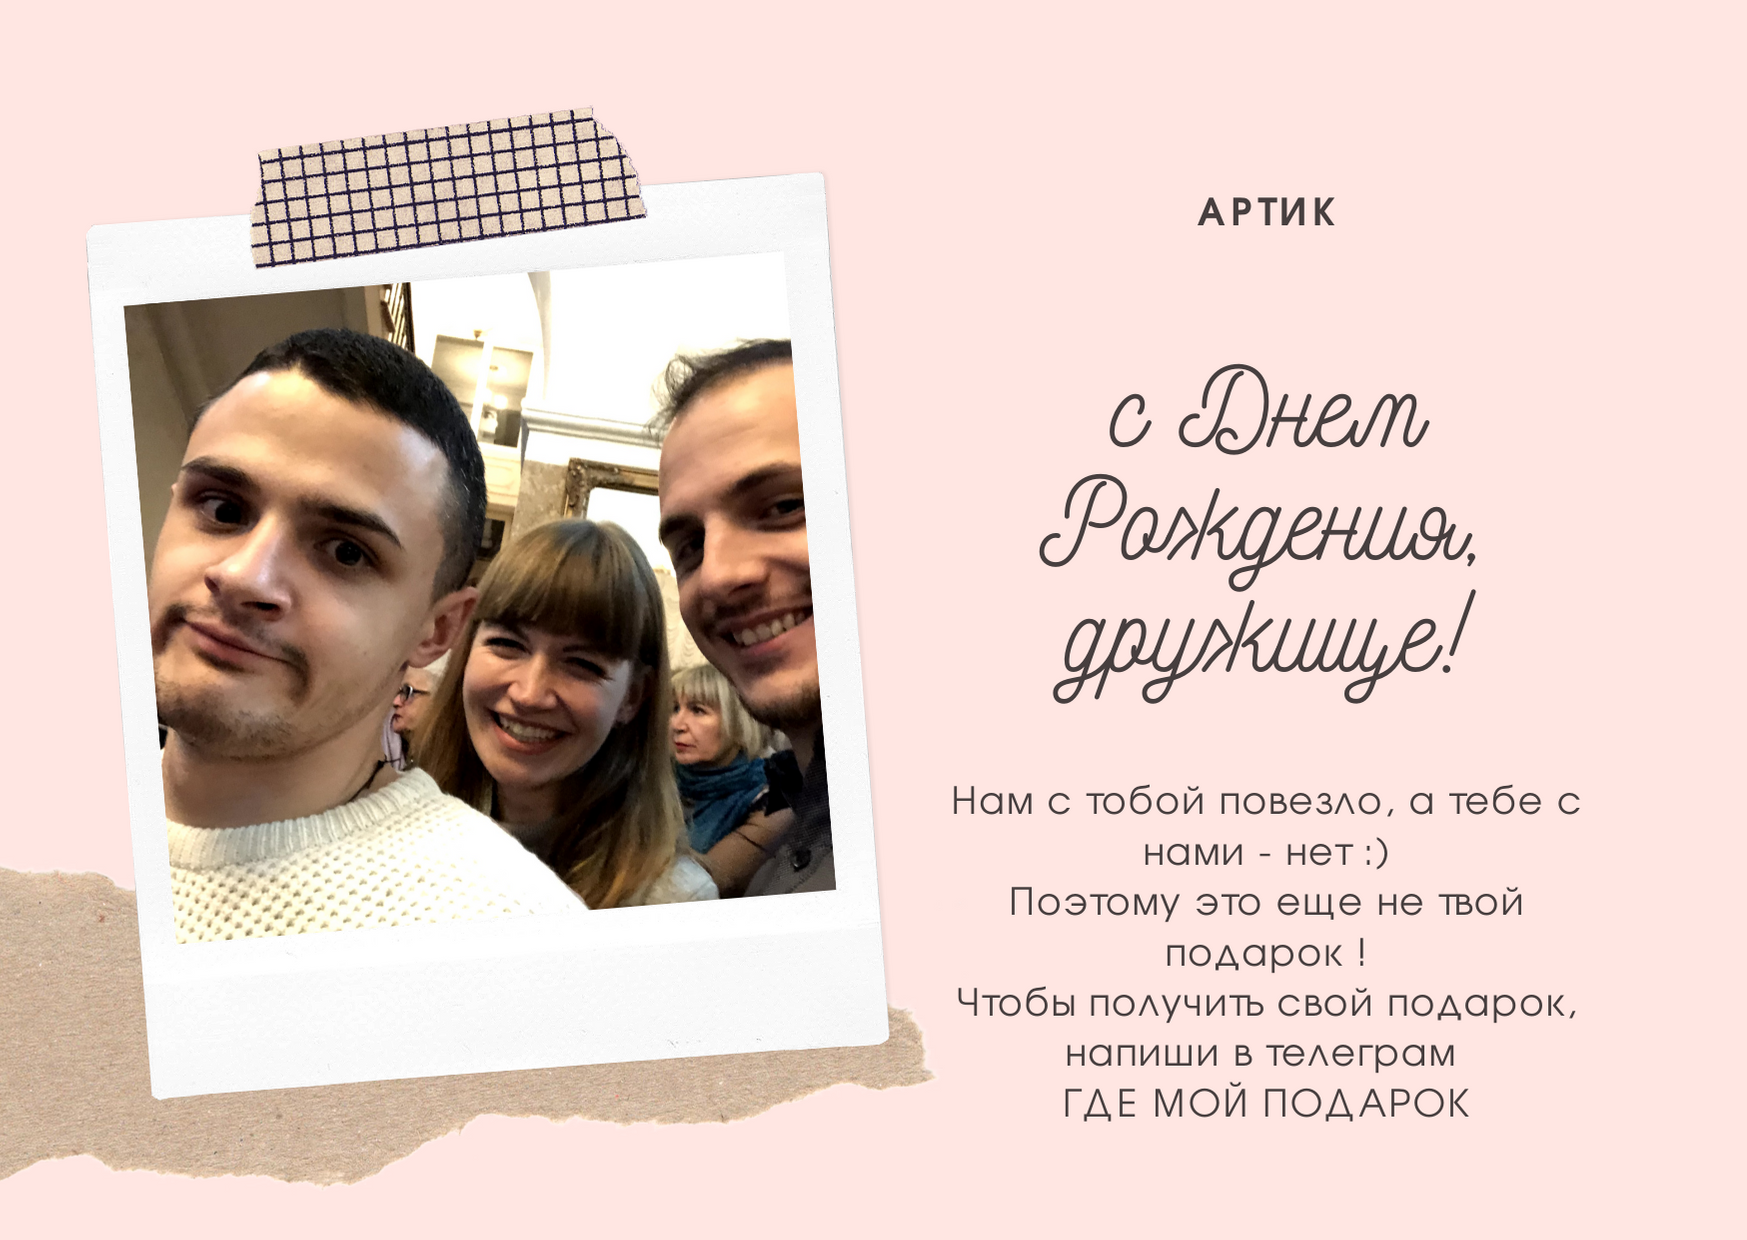 АРТИК
с Днем
Рождения,
дружище!
Нам с тобой повезло, а тебе с
нами - нет :)
Поэтому это еще не твой
подарок !
Чтобы получить свой подарок,
напиши в телеграм
ГДЕ МОЙ ПОДАРОК